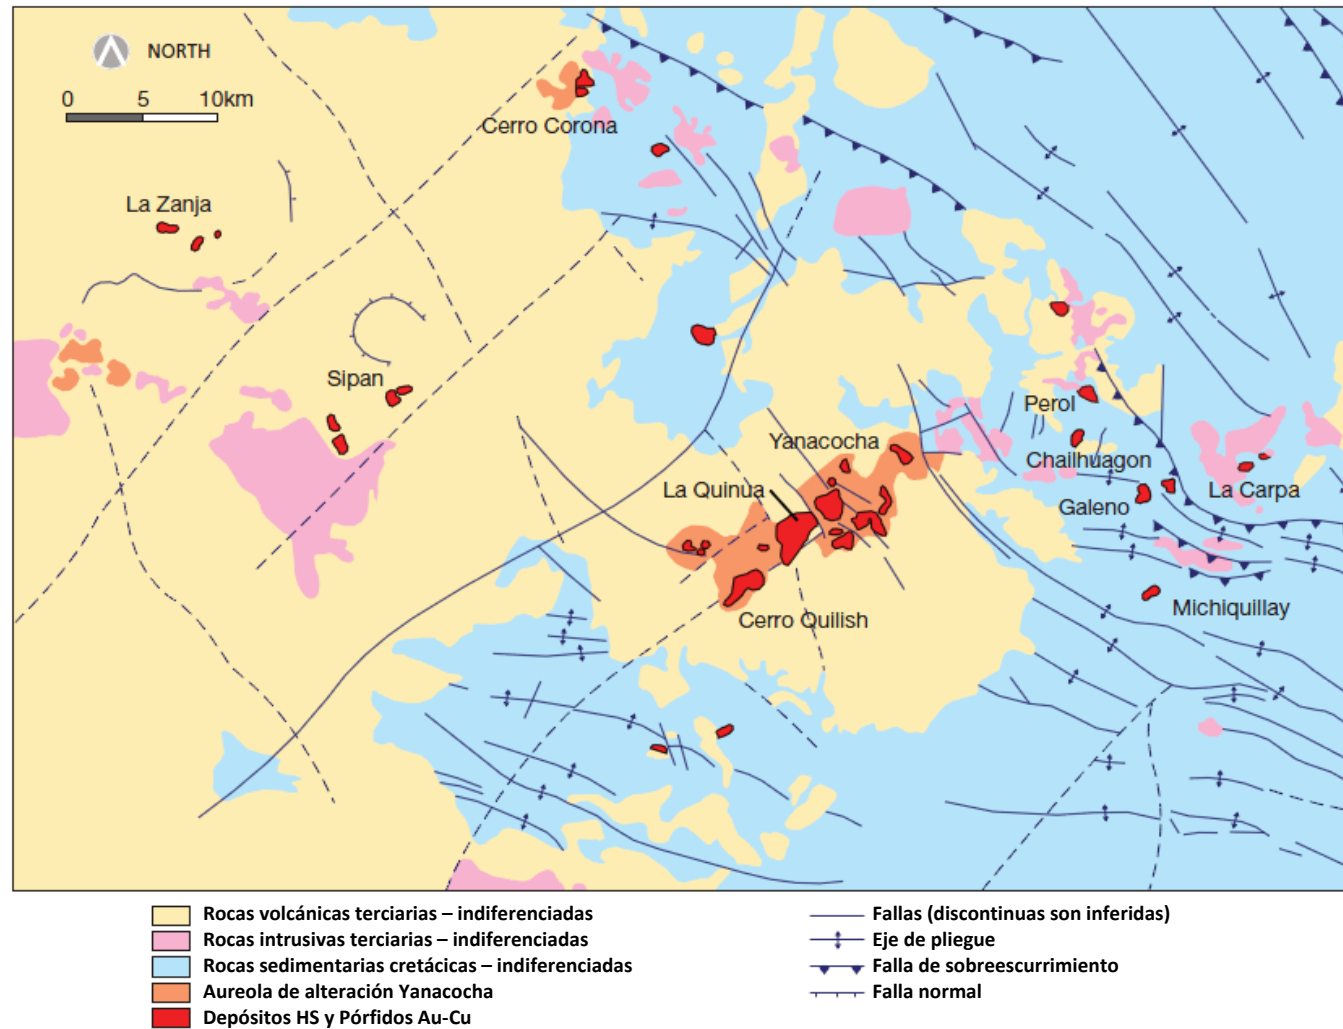 NORTH
0 5 10km
Cerro Corona
La Zanja
Sipan
Perol
Yanacocha
Chailhuagon
La Quinua
La Carpa
Galeno
Michiquillay
Cerro Quilish
Rocas volcánicas terciarias – indiferenciadas
Rocas intrusivas terciarias – indiferenciadas
Rocas sedimentarias cretácicas – indiferenciadas
Aureola de alteración Yanacocha
Depósitos HS y Pórfidos Au-Cu
Fallas (discontinuas son inferidas)
Eje de pliegue
Falla de sobreescurrimiento
Falla normal